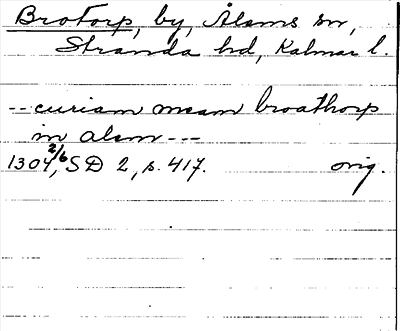 Brotorp, by, Ålems sn,
Stranda hd, Kalmar l.
-- curiam meam broathorp
in alem ---
1304 2/6, SD 2, s. 417. orig.